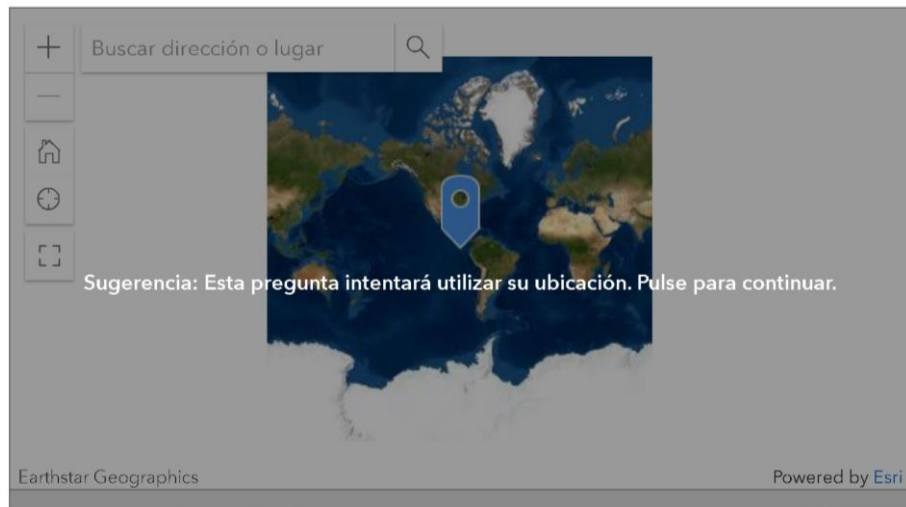 Buscar dirección o lugar
Sugerencia: Esta pregunta intentará utilizar su ubicación. Pulse para continuar.
Earthstar Geographics
Powered by Esri